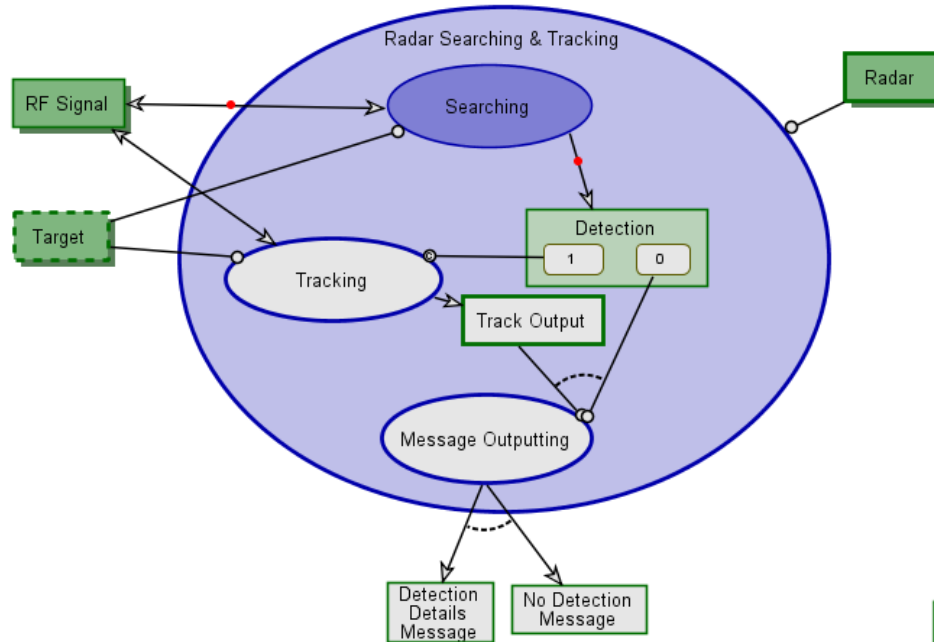 Radar Searching & Tracking
RF Signal
Searching
Radar
Target
Detection
1
0
Tracking
c
Track Output
Message Outputting
Detection
Details
Message
No Detection
Message